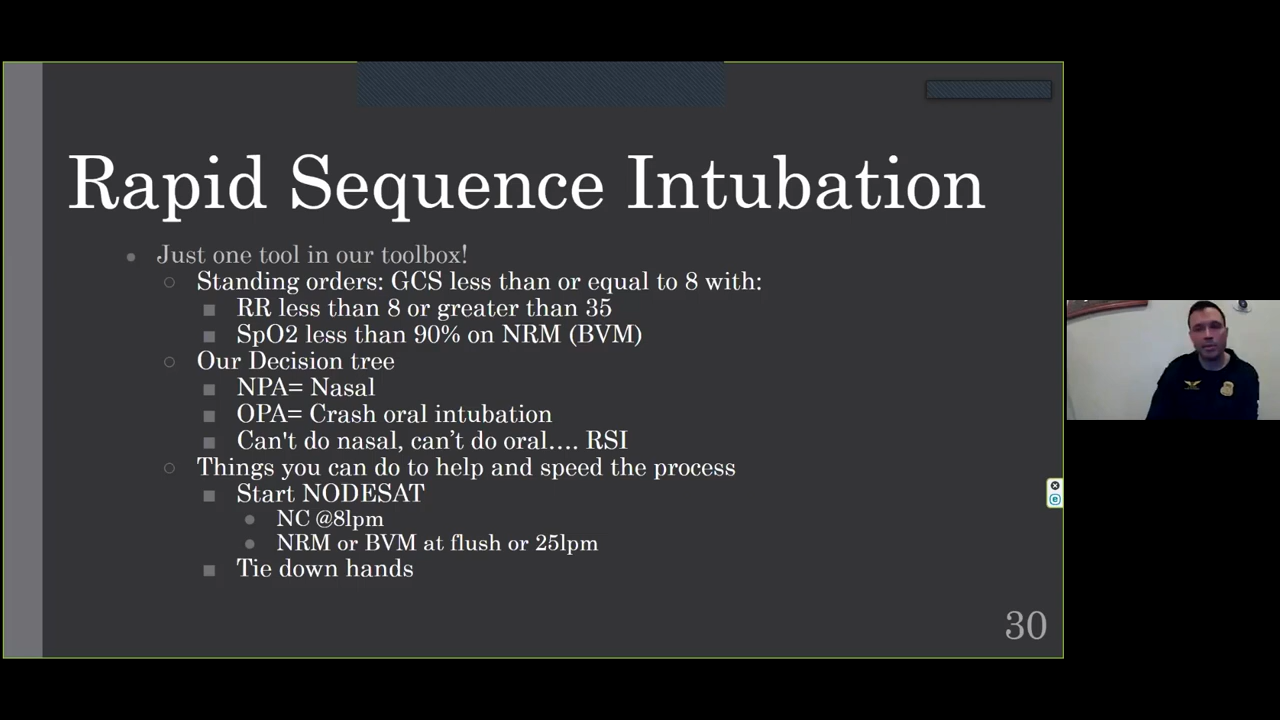 Rapid Sequence Intubation
Just one tool in our toolbox!
Standing orders: GCS less than or equal to 8 with:
RR less than 8 or greater than 35
SpO2 less than 90% on NRM (BVM)
Our Decision tree
NPA= Nasal
OPA= Crash oral intubation
Can't do nasal, can’t do oral.... RSI
Things you can do to help and speed the process
Start NODESAT
NC @8lpm
NRM or BVM at flush or 25lpm
Tie down hands
30